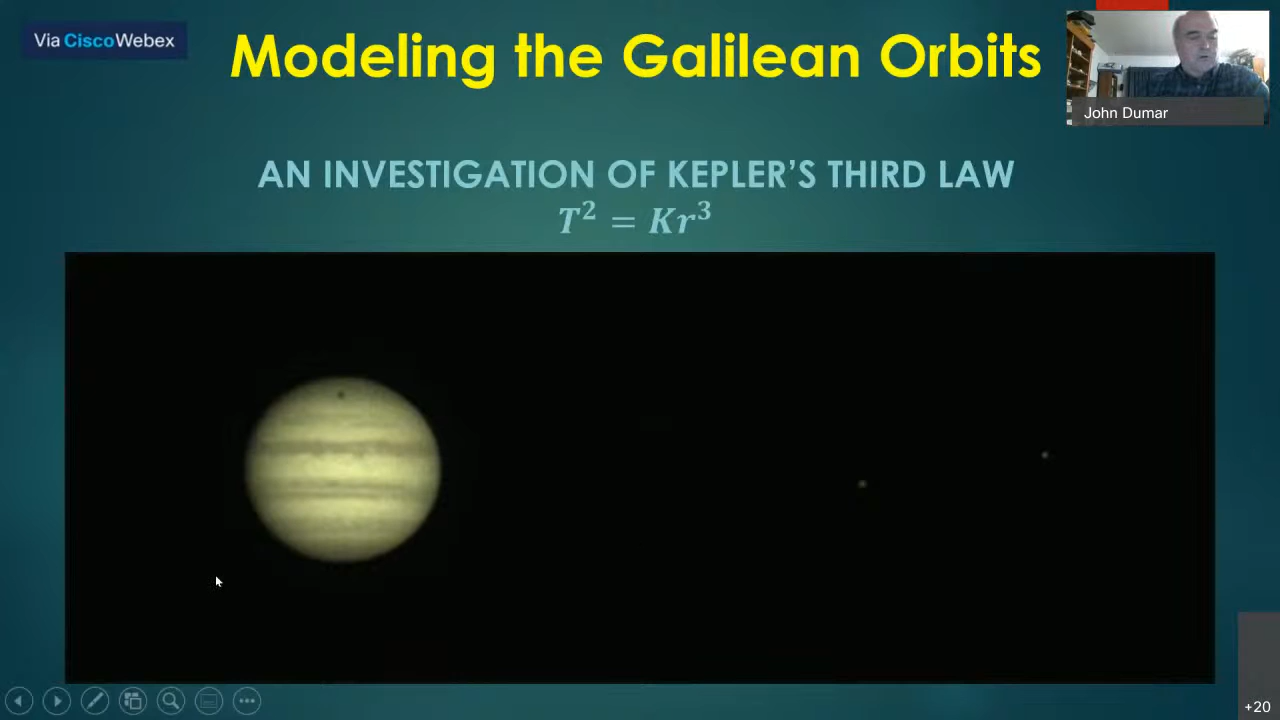 Via CiscoWebex
Modeling the Galilean Orbits
John Dumar
AN INVESTIGATION OF KEPLER’S THIRD LAW
T² = Kr³
+20